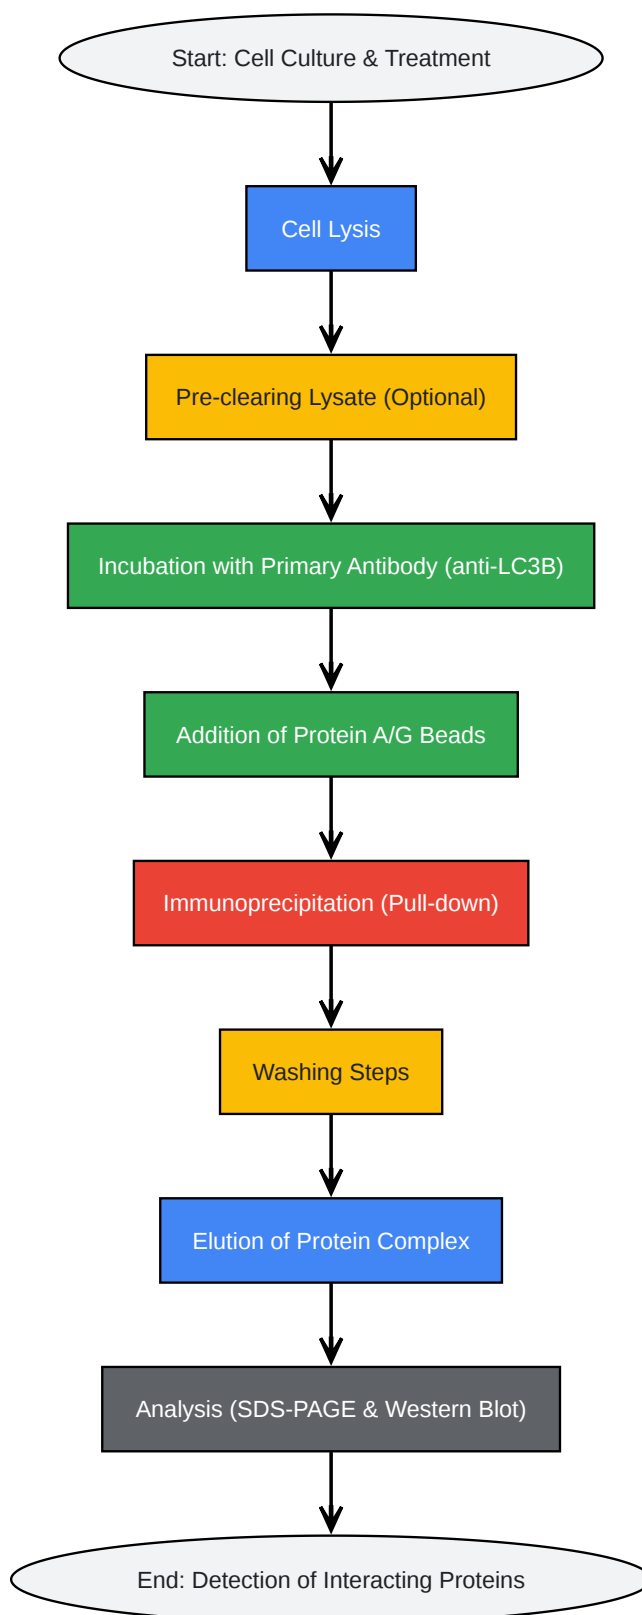 Start: Cell Culture & Treatment
Cell Lysis
Pre-clearing Lysate (Optional)
Incubation with Primary Antibody (anti-LC3B)
Addition of Protein A/G Beads
Immunoprecipitation (Pull-down)
Washing Steps
Elution of Protein Complex
Analysis (SDS-PAGE & Western Blot)
End: Detection of Interacting Proteins